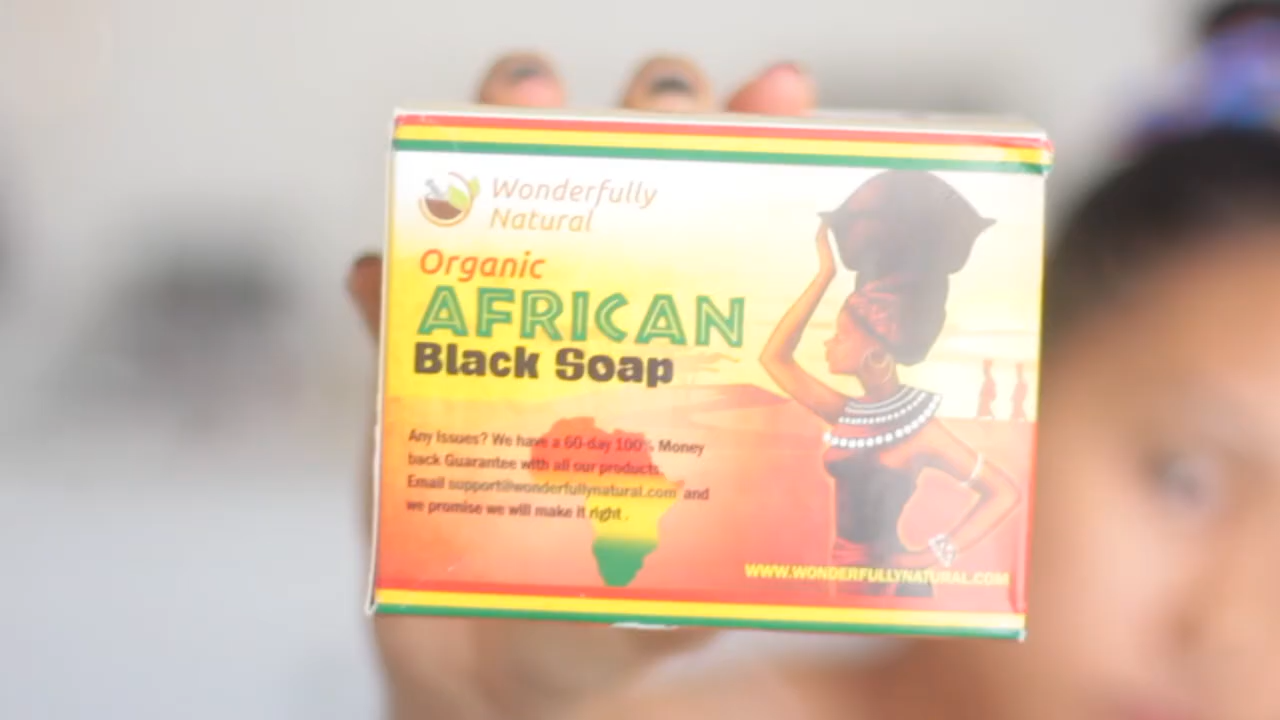 Wonderfully
Natural
Organic
AFRICAN
Black Soap
Any Issues? We have a 60-day 100% Money
back Guarantee with all our products.
Email support@wonderfullynatural.com and
we promise we will make it right .
WWW.WONDERFULLYNATURAL.COM